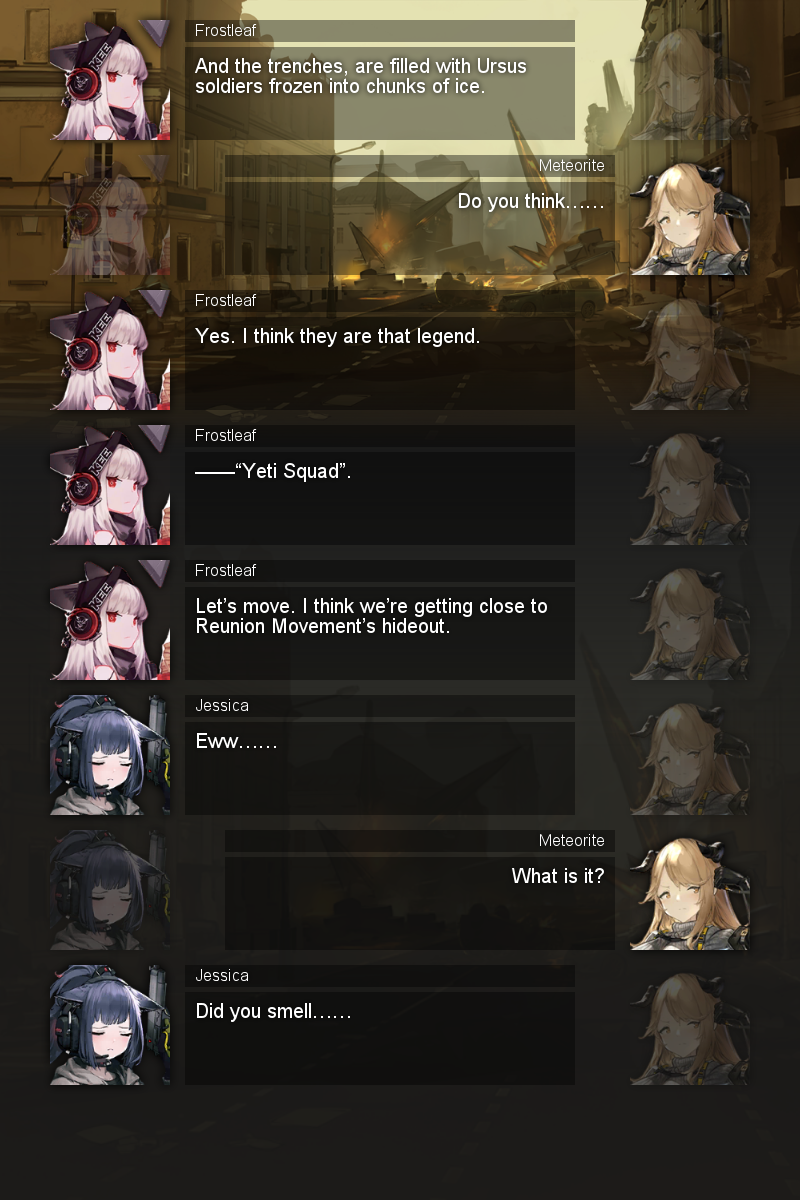 Frostleaf
And the trenches, are filled with Ursus
soldiers frozen into chunks of ice.
Meteorite
Do you think……
Frostleaf
Yes. I think they are that legend.
Frostleaf
——“Yeti Squad”.
Frostleaf
Let’s move. I think we’re getting close to
Reunion Movement’s hideout.
Jessica
Eww……
Meteorite
What is it?
Jessica
Did you smell……